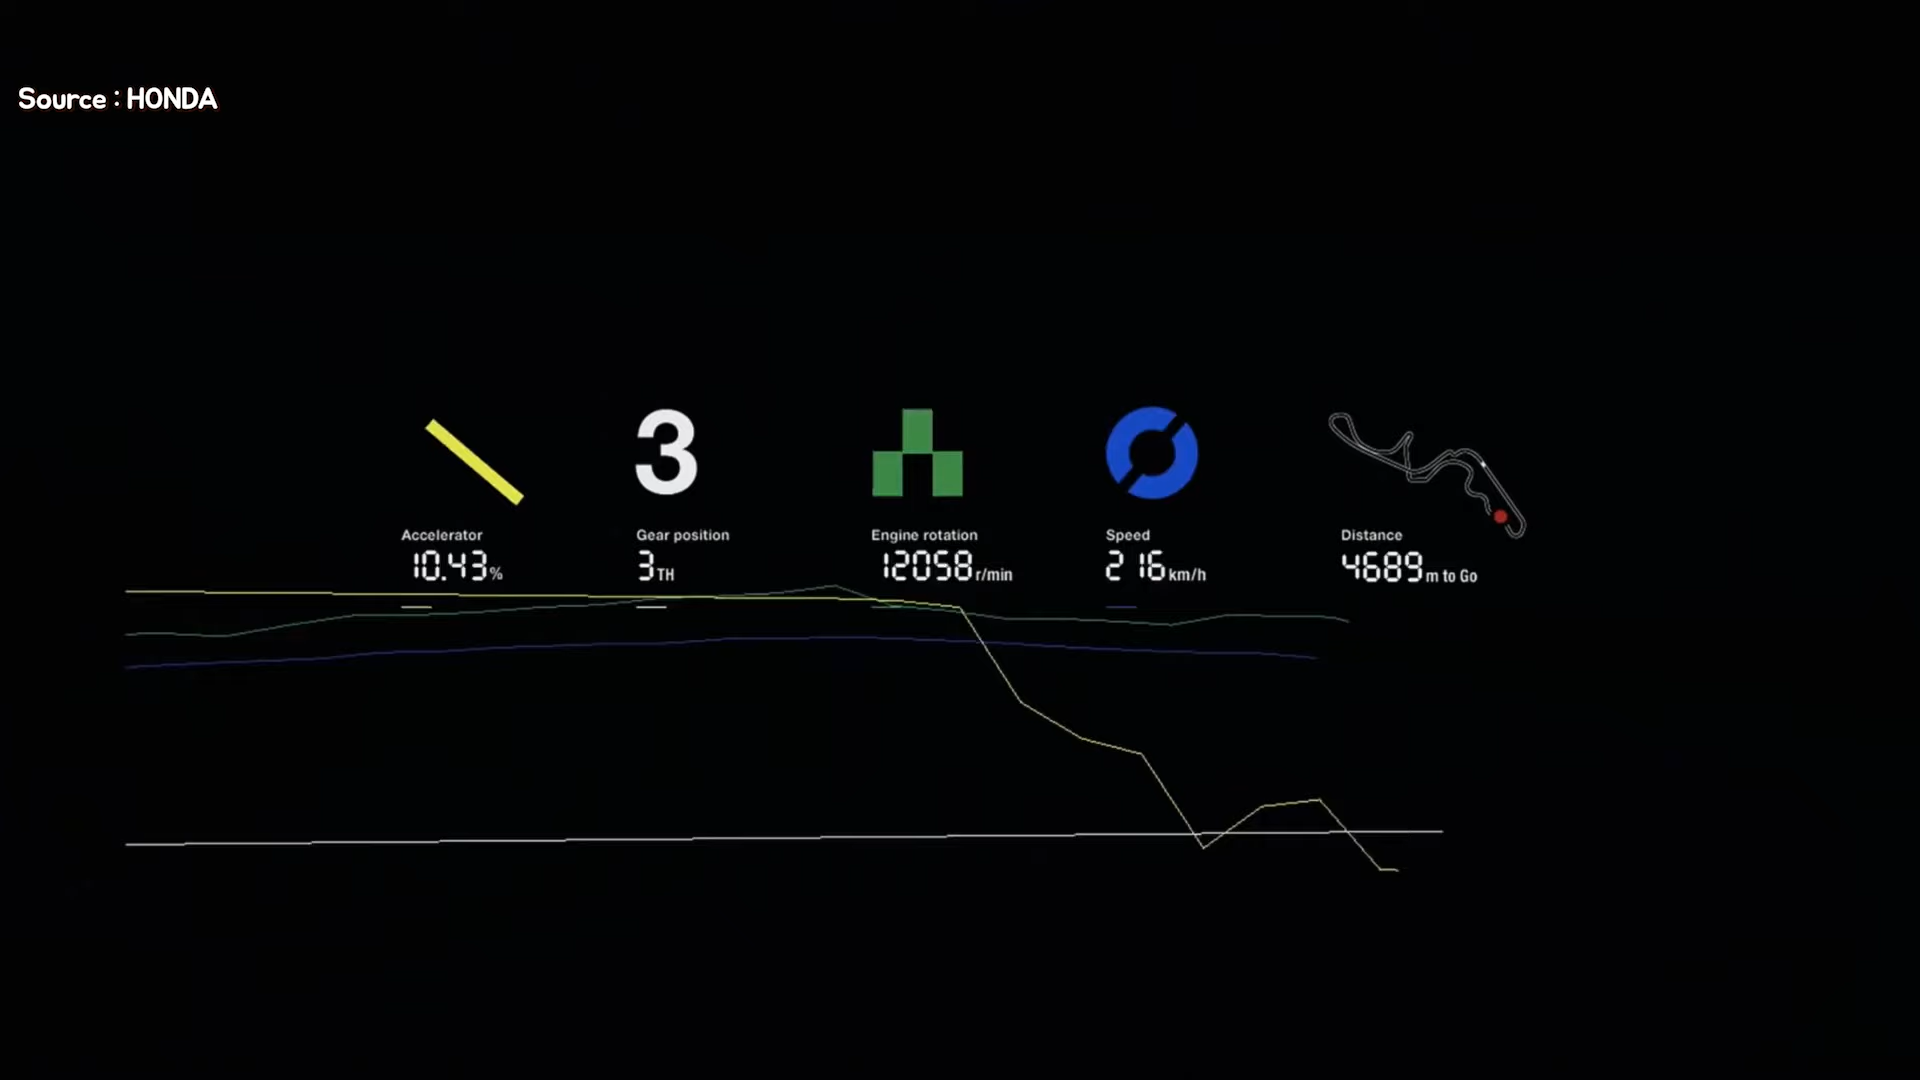 Source : HONDA
3
Accelerator
10.43%
Gear position
3TH
Engine rotation
12058r/min
Speed
216km/h
Distance
4689m to Go